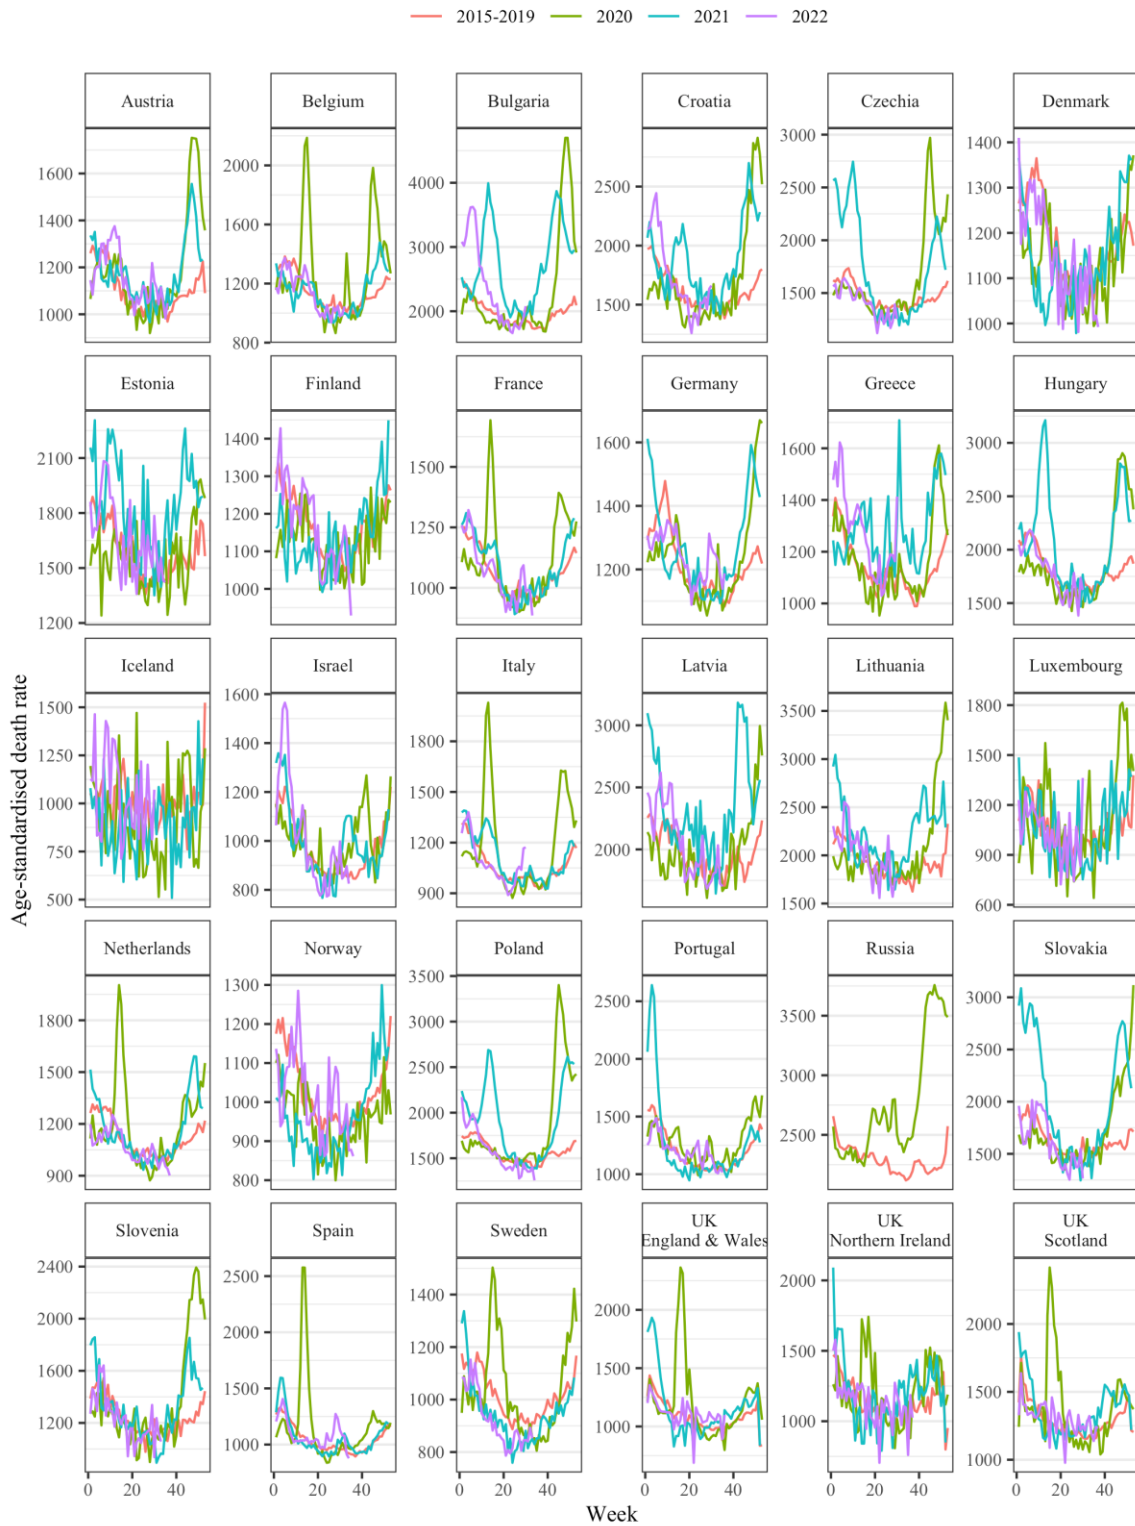 2015-2019 2020 2021 2022
Austria Belgium Bulgaria Croatia Czechia Denmark
1600 1400 1200 1000
2000 1600 1200 800
4000 3000 2000
2500 2000 1500
3000 2500 2000 1500
1400 1300 1200 1100 1000
Estonia Finland France Germany Greece Hungary
2100 1800 1500 1200
1400 1300 1200 1100 1000
1500 1250 1000
1600 1400 1200
1600 1400 1200 1000
3000 2500 2000 1500
Iceland Israel Italy Latvia Lithuania Luxembourg
1500 1250 1000 750 500
1600 1400 1200 1000 800
1800 1500 1200 900
3000 2500 2000
3500 3000 2500 2000 1500
1800 1500 1200 900 600
Age-standardised death rate
Netherlands Norway Poland Portugal Russia Slovakia
1800 1500 1200 900
1300 1200 1100 1000 900 800
3500 3000 2500 2000 1500
2500 2000 1500 1000
3500 3000 2500
3000 2500 2000 1500
Slovenia Spain Sweden UK England & Wales UK Northern Ireland UK Scotland
2400 2000 1600 1200
2500 2000 1500 1000
1400 1200 1000 800
2000 1500 1000
2000 1500 1000
2000 1500 1000
0 20 40 0 20 40 0 20 40 0 20 40 0 20 40 0 20 40
Week